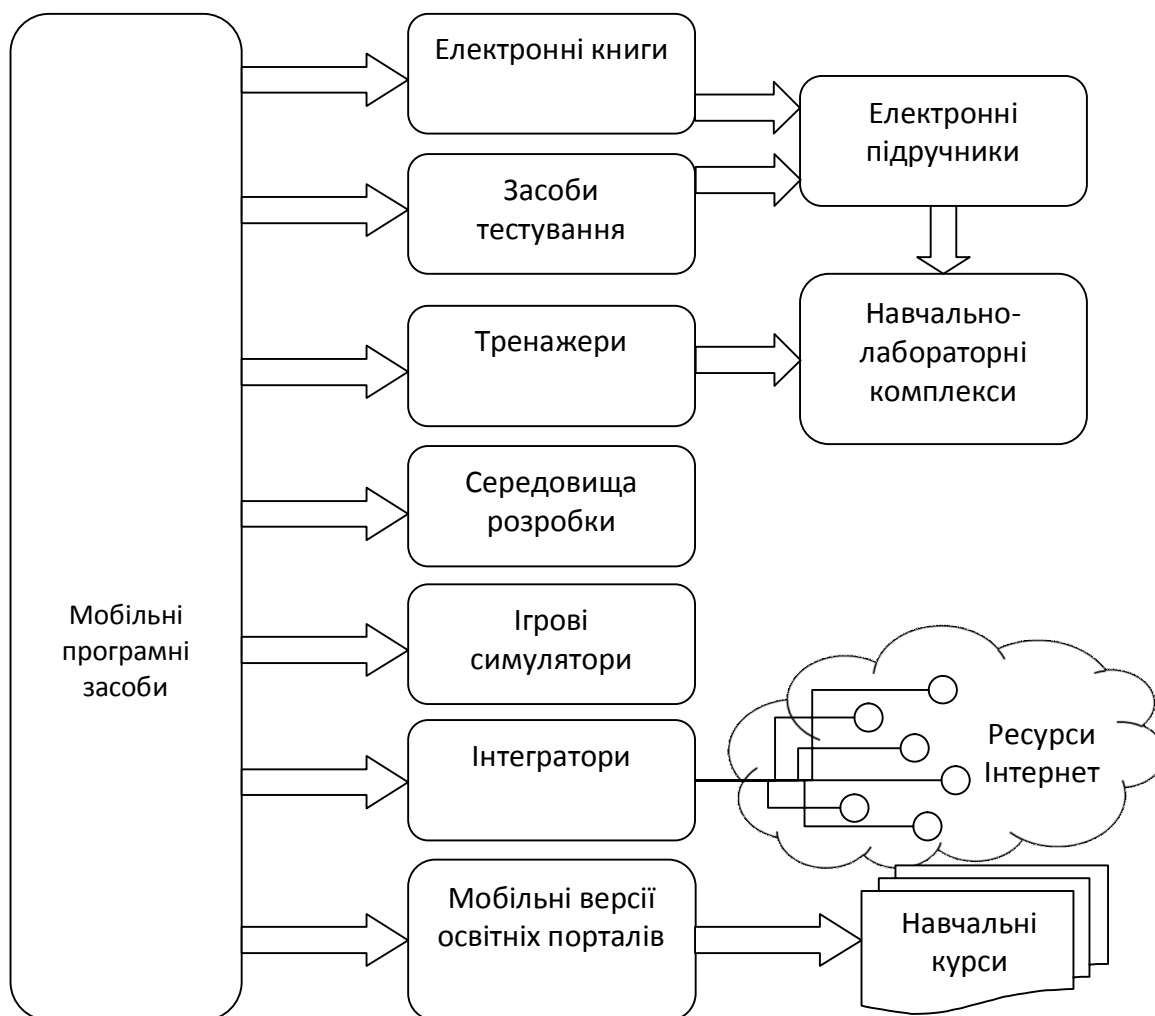 Мобільні
програмні
засоби
Електронні книги
Засоби
тестування
Тренажери
Середовища
розробки
Ігрові
симулятори
Інтегратори
Мобільні версії
освітніх порталів
Електронні
підручники
Навчально-
лабораторні
комплекси
Ресурси
Інтернет
Навчальні
курси